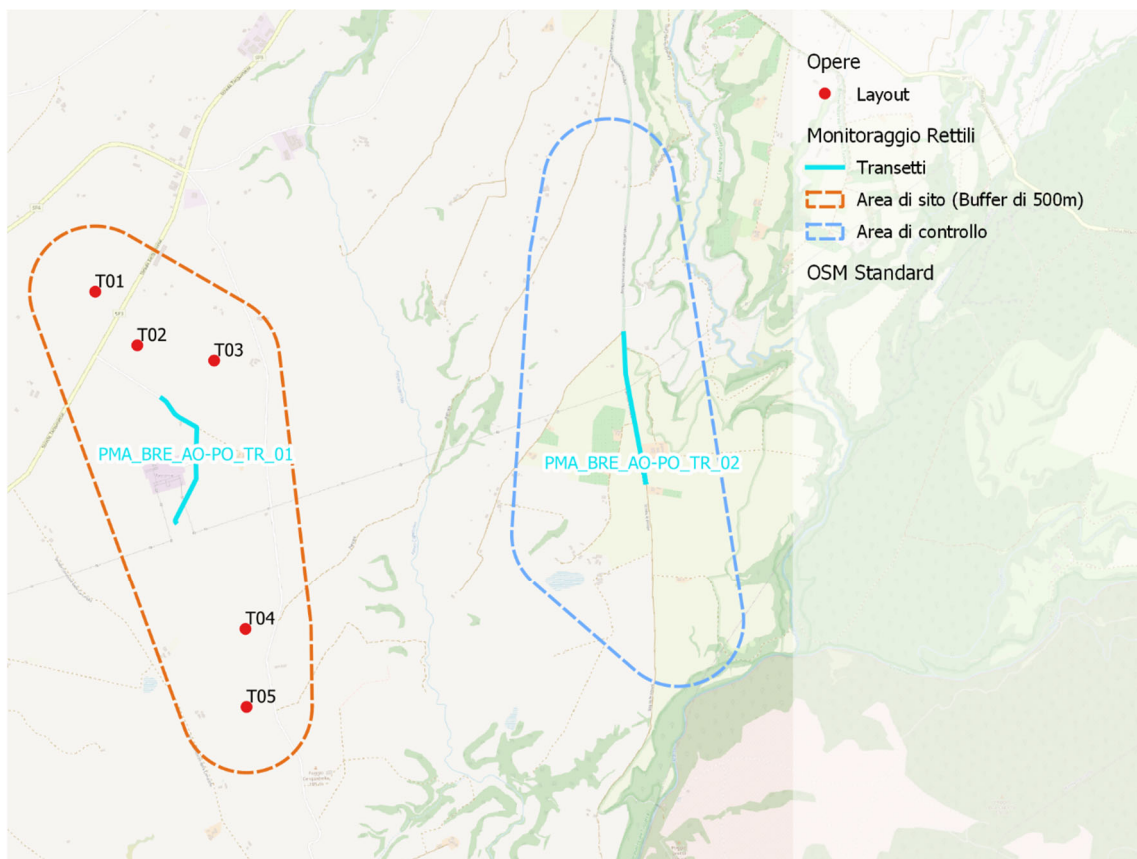 Opere
Layout
Monitoraggio Rettili
Transetti
Area di sito (Buffer di 500m)
Area di controllo
OSM Standard
T01
T02
T03
PMA_BRE_AO-PO_TR_01
PMA_BRE_AO-PO_TR_02
T04
T05